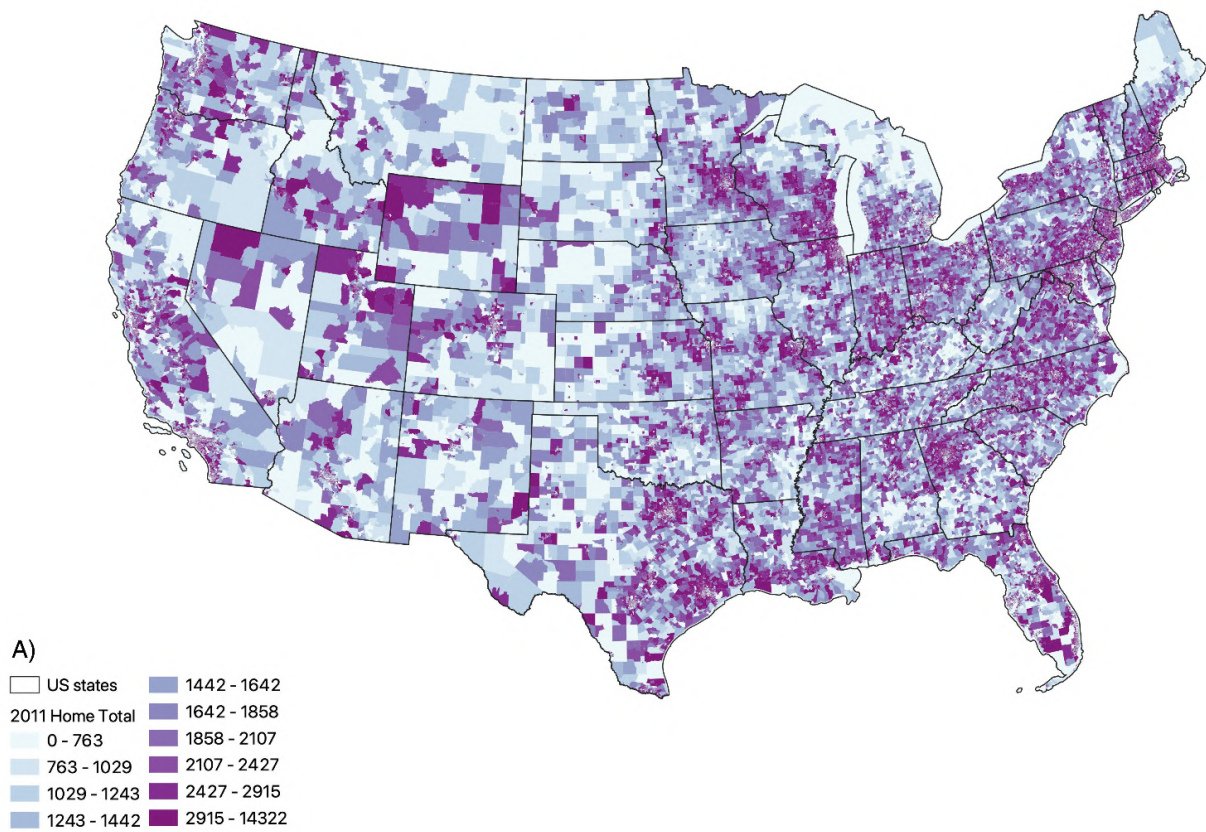 A)
US states
2011 Home Total
0 - 763
763 - 1029
1029 - 1243
1243 - 1442
1442 - 1642
1642 - 1858
1858 - 2107
2107 - 2427
2427 - 2915
2915 - 14322